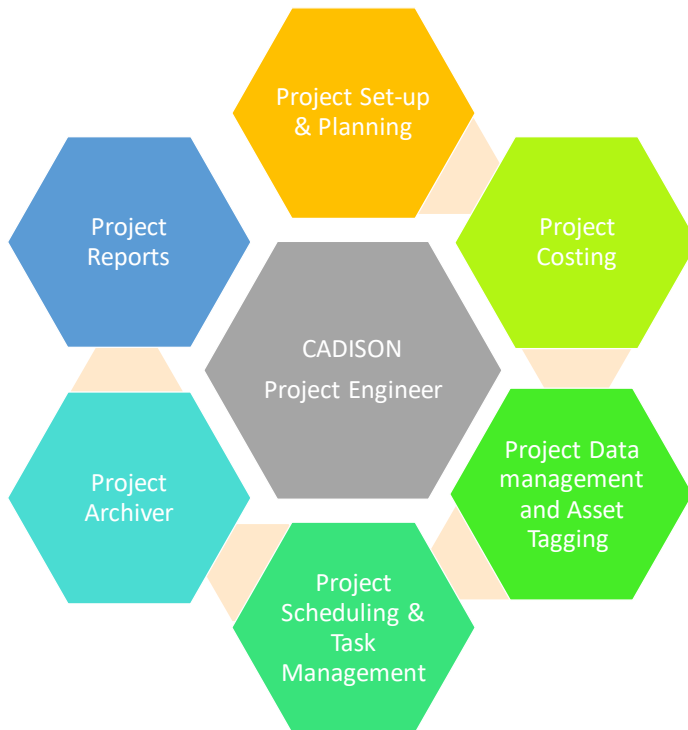 Project Set-up
& Planning
Project
Costing
Project Data
management
and Asset
Tagging
Project
Scheduling &
Task
Management
Project
Archiver
Project
Reports
CADISON
Project Engineer